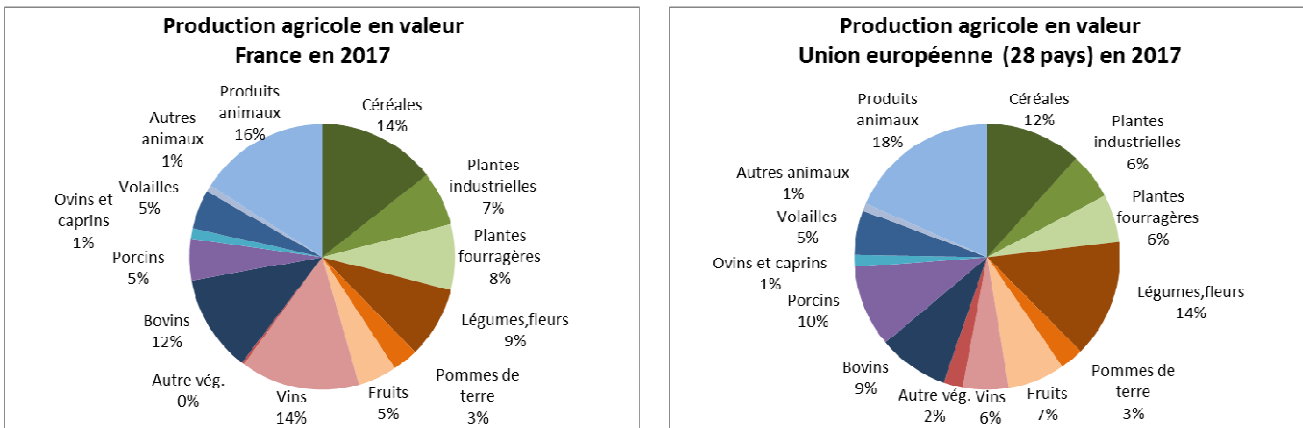 Production agricole en valeur
France en 2017
Céréales
14%
Plantes
industrielles
7%
Plantes
fourragères
8%
Légumes,fleurs
9%
Pommes de
terre
3%
Fruits
5%
Vins
14%
Autre vég.
0%
Bovins
12%
Porcins
5%
Ovins et
caprins
1%
Volailles
5%
Autres
animaux
1%
Produits
animaux
16%
Production agricole en valeur
Union européenne (28 pays) en 2017
Céréales
12%
Plantes
industrielles
6%
Plantes
fourragères
6%
Légumes,fleurs
14%
Pommes de
terre
3%
Fruits
7%
Vins
6%
Autre vég.
2%
Bovins
9%
Porcins
10%
Ovins et caprins
1%
Volailles
5%
Autres animaux
1%
Produits
animaux
18%